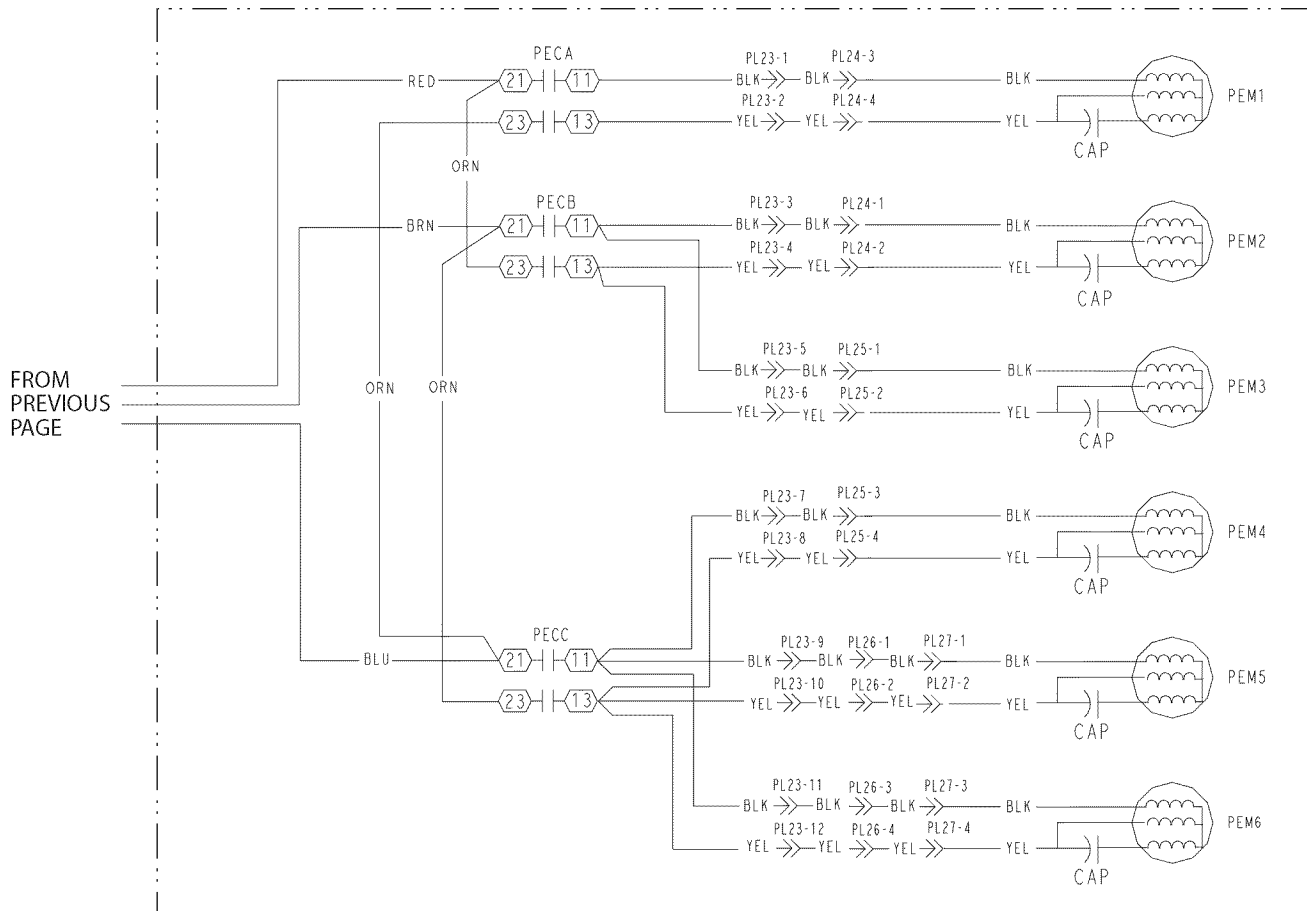 PECA
PL23-1 PL24-3
RED 21 11 BLK BLK BLK PEM1
PL23-2 PL24-4
23 13 YEL YEL YEL
CAP
ORN
PECB
PL23-3 PL24-1
BRN 21 11 BLK BLK BLK PEM2
PL23-4 PL24-2
23 13 YEL YEL YEL
CAP
PL23-5 PL25-1
BLK BLK BLK
FROM
PREVIOUS
PAGE
ORN ORN
PEM3
PL23-6 PL25-2
YEL YEL YEL
CAP
PL23-7 PL25-3
BLK BLK BLK
PEM4
PL23-8 PL25-4
YEL YEL YEL
CAP
PECC
PL23-9 PL26-1 PL27-1
BLU 21 11 BLK BLK BLK BLK
PEM5
PL23-10 PL26-2 PL27-2
23 13 YEL YEL YEL YEL
CAP
PL23-11 PL26-3 PL27-3
BLK BLK BLK BLK
PEM6
PL23-12 PL26-4 PL27-4
YEL YEL YEL YEL
CAP